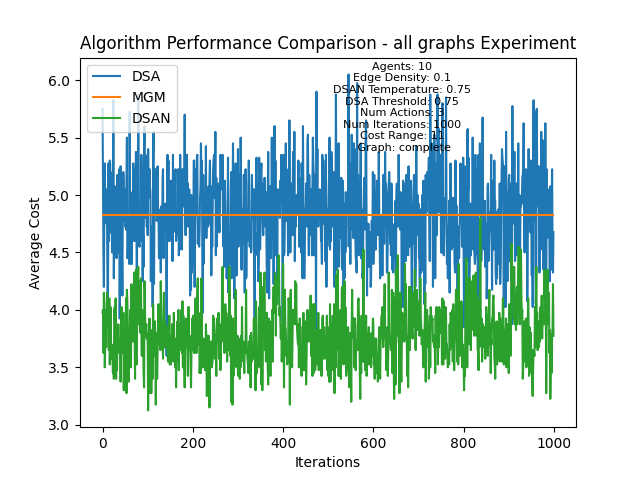 Algorithm Performance Comparison - all graphs Experiment
DSA
MGM
DSAN
Agents: 10
Edge Density: 0.1
DSAN Temperature: 0.75
DSA Threshold: 0.75
Num Actions: 3
Num Iterations: 1000
Cost Range: 11
Graph: complete
6.0
5.5
5.0
4.5
4.0
3.5
3.0
Average Cost
0
200
400
600
800
1000
Iterations